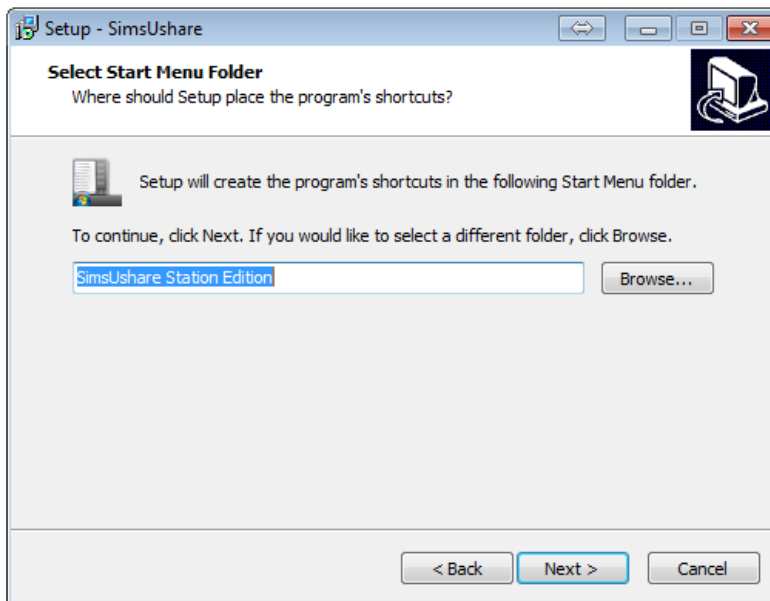 Setup - SimsUshare
Select Start Menu Folder
Where should Setup place the program's shortcuts?
Setup will create the program's shortcuts in the following Start Menu folder.
To continue, click Next. If you would like to select a different folder, click Browse.
SimsUshare Station Edition
Browse...
< Back
Next >
Cancel